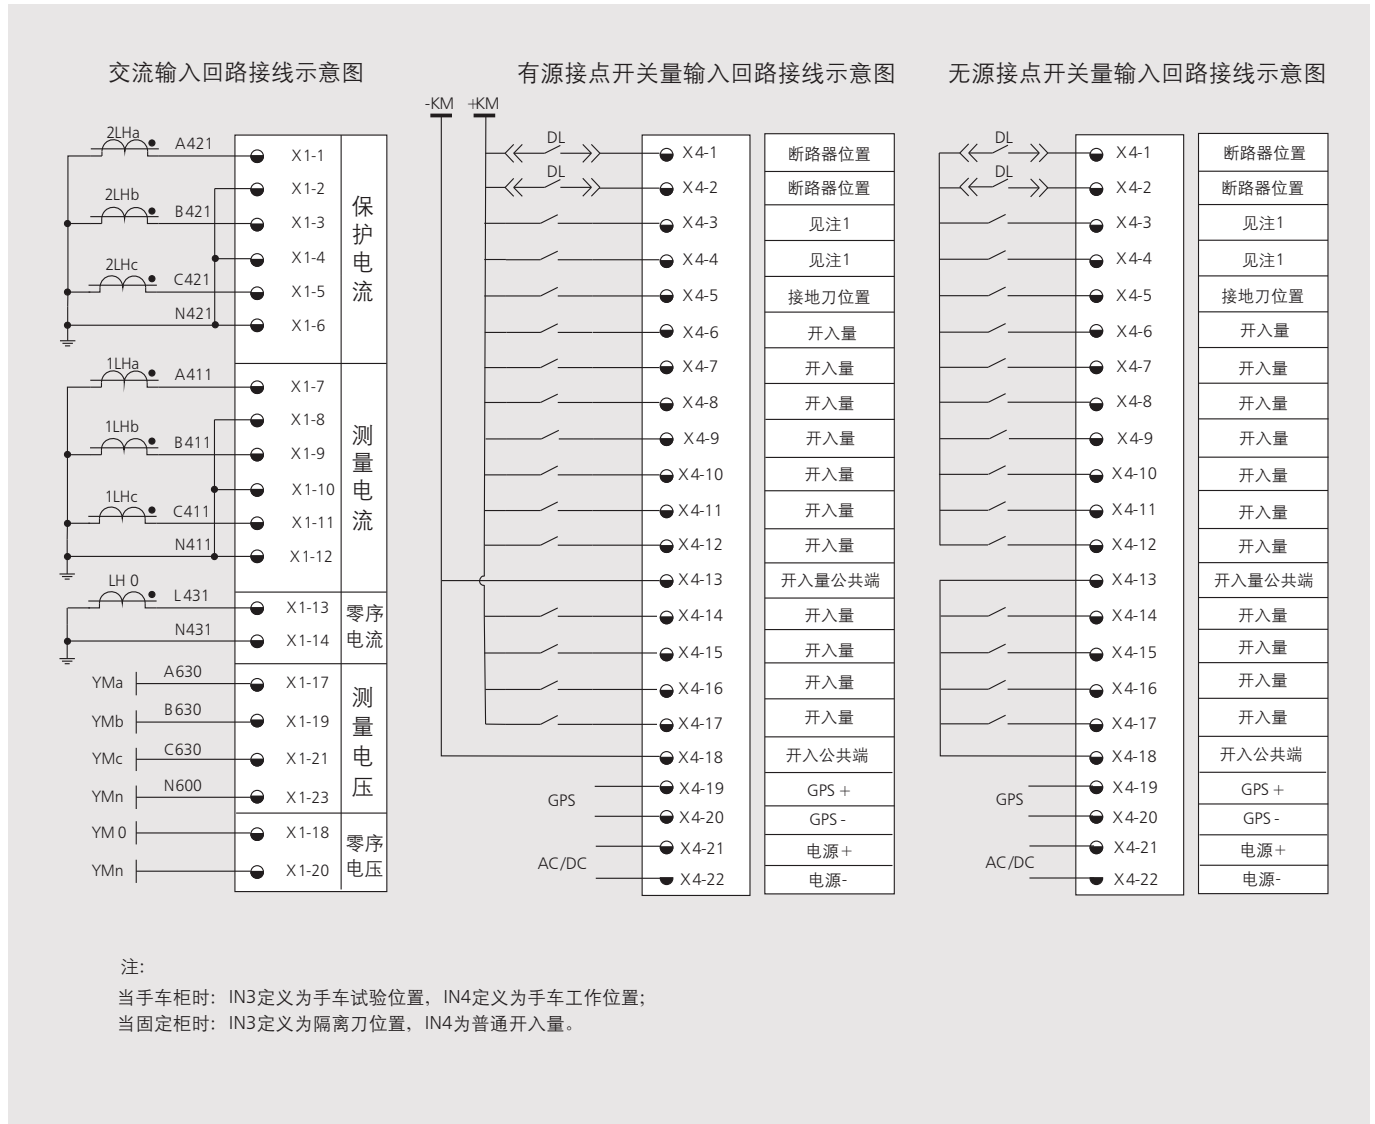 交流输入回路接线示意图
2LHa A421 X1-1
X1-2
2LHb B421 X1-3
X1-4
2LHc C421 X1-5
N421 X1-6
保护电流
1LHa A411 X1-7
X1-8
1LHb B411 X1-9
X1-10
1LHc C411 X1-11
N411 X1-12
测量电流
LH 0 L431 X1-13
N431 X1-14
零序
电流
YMa A630 X1-17
YMb B630 X1-19
YMc C630 X1-21
YMn N600 X1-23
测量电压
YM 0 X1-18
YMn X1-20
零序
电压
有源接点开关量输入回路接线示意图
-KM +KM
DL X4-1 断路器位置
DL X4-2 断路器位置
X4-3 见注1
X4-4 见注1
X4-5 接地刀位置
X4-6 开入量
X4-7 开入量
X4-8 开入量
X4-9 开入量
X4-10 开入量
X4-11 开入量
X4-12 开入量
X4-13 开入量公共端
X4-14 开入量
X4-15 开入量
X4-16 开入量
X4-17 开入量
X4-18 开入公共端
GPS
X4-19 GPS +
X4-20 GPS -
AC/DC
X4-21 电源+
X4-22 电源-
无源接点开关量输入回路接线示意图
DL X4-1 断路器位置
DL X4-2 断路器位置
X4-3 见注1
X4-4 见注1
X4-5 接地刀位置
X4-6 开入量
X4-7 开入量
X4-8 开入量
X4-9 开入量
X4-10 开入量
X4-11 开入量
X4-12 开入量
X4-13 开入量公共端
X4-14 开入量
X4-15 开入量
X4-16 开入量
X4-17 开入量
X4-18 开入公共端
GPS
X4-19 GPS +
X4-20 GPS -
AC/DC
X4-21 电源+
X4-22 电源-
注:
当手车柜时：IN3定义为手车试验位置，IN4定义为手车工作位置；
当固定柜时：IN3定义为隔离刀位置，IN4为普通开入量。